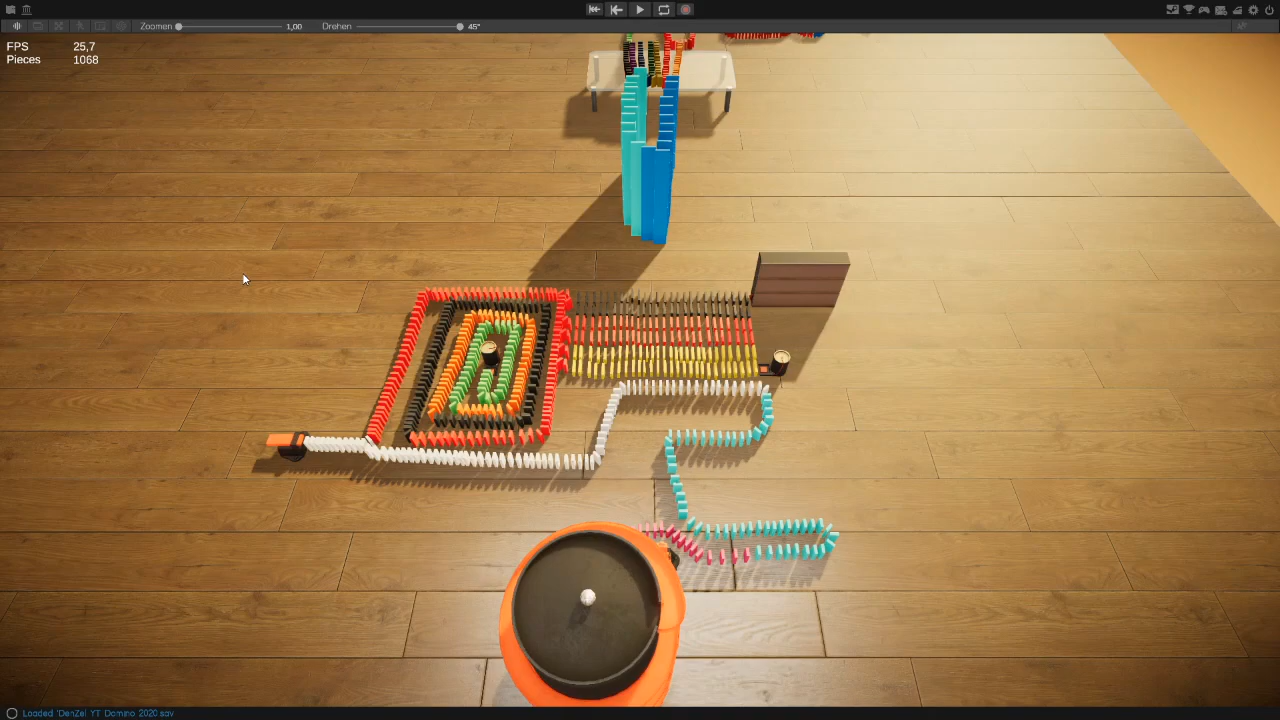 Zoomen 1,00 Drehen 45°
FPS 25,7
Pieces 1068
Loaded 'DenZel YT Domino 2020.sav